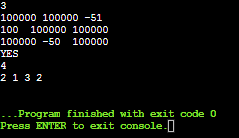 3
100000 100000 -51
100  100000 100000
100000 -50  100000
YES
4
2 1 3 2
...Program finished with exit code 0
Press ENTER to exit console.